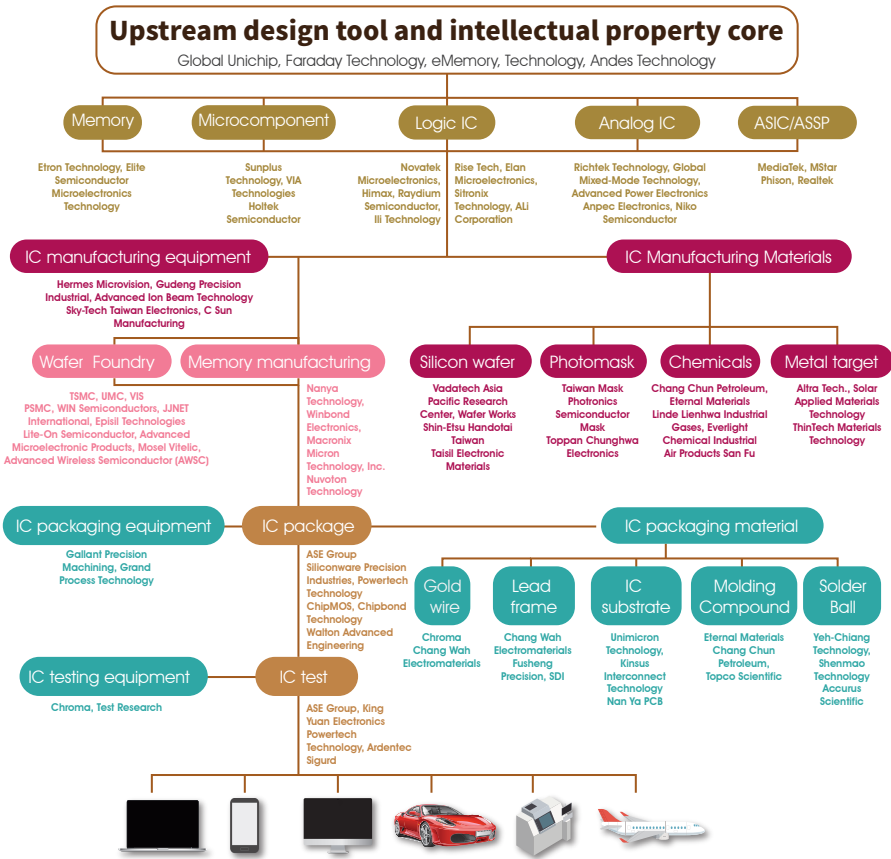 Upstream design tool and intellectual property core
Global Unichip, Faraday Technology, eMemory, Technology, Andes Technology
Memory
Microcomponent
Logic IC
Analog IC
ASIC/ASSP
Etron Technology, Elite
Semiconductor
Microelectronics
Technology
Sunplus
Technology, VIA
Technologies
Holtek
Semiconductor
Novatek
Microelectronics,
Himax, Raydium
Semiconductor,
Ili Technology
Rise Tech, Elan
Microelectronics,
Sitronix
Technology, ALi
Corporation
Richtek Technology, Global
Mixed-Mode Technology,
Advanced Power Electronics
Anpec Electronics, Niko
Semiconductor
MediaTek, MStar
Phison, Realtek
IC manufacturing equipment
IC Manufacturing Materials
Hermes Microvision, Gudeng Precision
Industrial, Advanced Ion Beam Technology
Sky-Tech Taiwan Electronics, C Sun
Manufacturing
Wafer Foundry
Memory manufacturing
Silicon wafer
Photomask
Chemicals
Metal target
TSMC, UMC, VIS
PSMC, WIN Semiconductors, JJNET
International, Episil Technologies
Lite-On Semiconductor, Advanced
Microelectronic Products, Mosel Vitelic,
Advanced Wireless Semiconductor (AWSC)
Nanya
Technology,
Winbond
Electronics,
Macronix
Micron
Technology, Inc.
Nuvoton
Technology
Vadatech Asia
Pacific Research
Center, Wafer Works
Shin-Etsu Handotai
Taiwan
Taisil Electronic
Materials
Taiwan Mask
Photronics
Semiconductor
Mask
Toppan Chunghwa
Electronics
Chang Chun Petroleum,
Eternal Materials
Linde Lienhwa Industrial
Gases, Everlight
Chemical Industrial
Air Products San Fu
Altra Tech., Solar
Applied Materials
Technology
ThinTech Materials
Technology
IC packaging equipment
IC package
IC packaging material
Gallant Precision
Machining, Grand
Process Technology
ASE Group
Siliconware Precision
Industries, Powertech
Technology
ChipMOS, Chipbond
Technology
Walton Advanced
Engineering
Gold
wire
Lead
frame
IC
substrate
Molding
Compound
Solder
Ball
Chroma
Chang Wah
Electromaterials
Chang Wah
Electromaterials
Fusheng
Precision, SDI
Unimicron
Technology,
Kinsus
Interconnect
Technology
Nan Ya PCB
Eternal Materials
Chang Chun
Petroleum,
Topco Scientific
Yeh-Chiang
Technology,
Shenmao
Technology
Accurus
Scientific
IC testing equipment
IC test
Chroma, Test Research
ASE Group, King
Yuan Electronics
Powertech
Technology, Ardentec
Sigurd